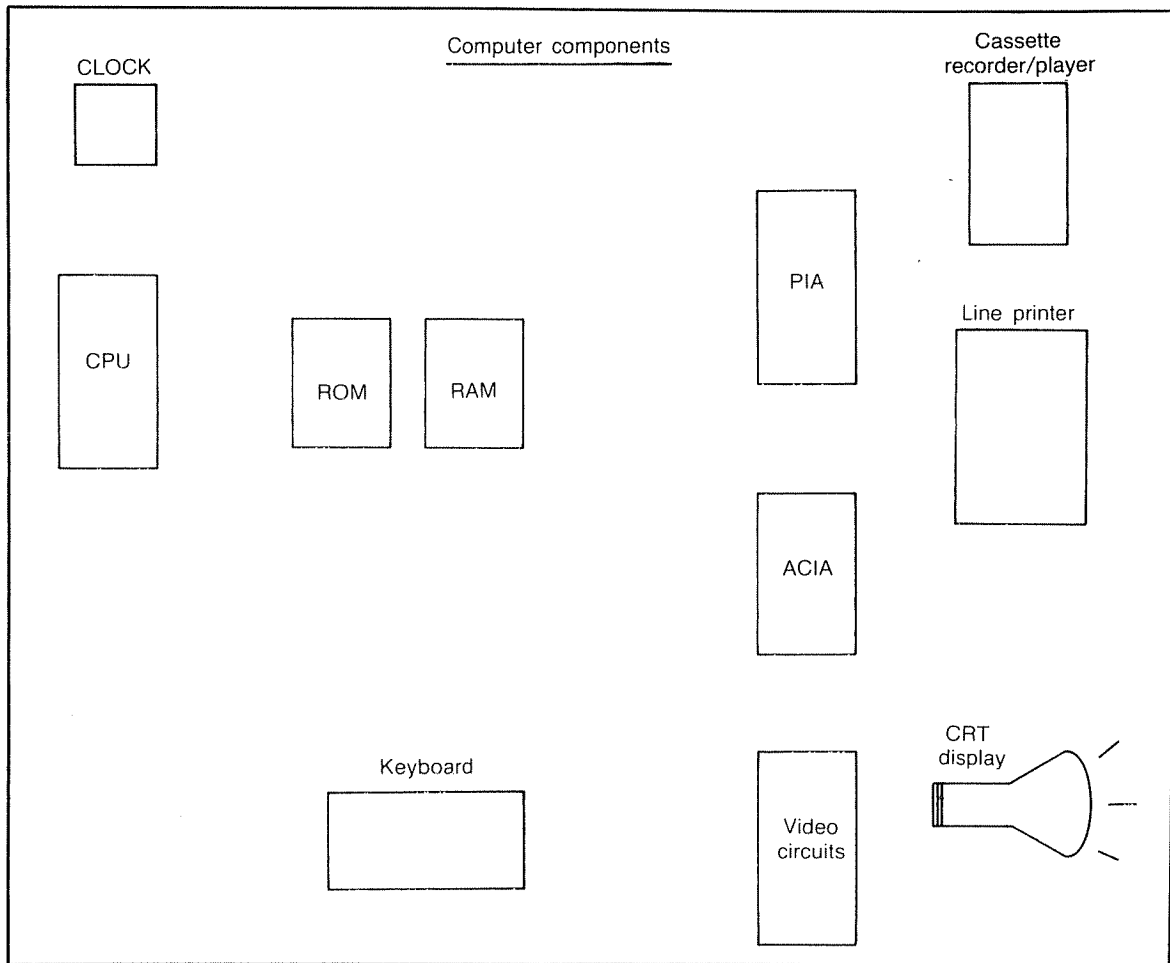 Computer components
CLOCK
Cassette
recorder/player
PIA
CPU
ROM
RAM
Line printer
ACIA
Keyboard
CRT
display
Video
circuits